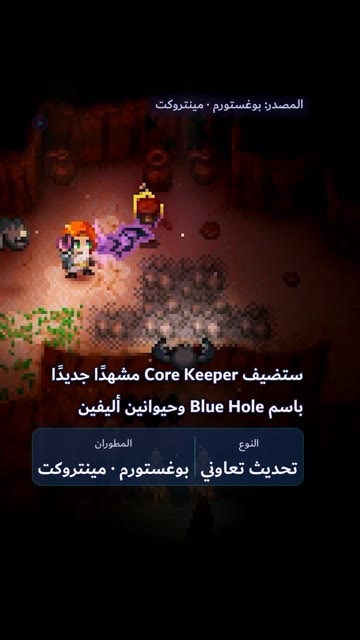 المصدر: بوغستورم · مينتروكت
ستضيف Core Keeper مشهدًا جديدًا
باسم Blue Hole وحيوانين أليفين
النوع
المطوران
تحديث تعاوني
بوغستورم · مينتروكت